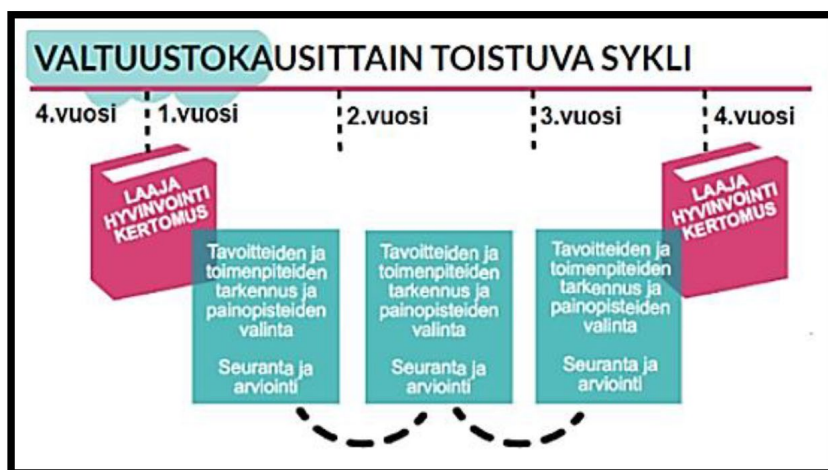 VALTUUSTOKAUSITTAIN TOISTUVA SYKLI
4.vuosi
1.vuosi
2.vuosi
3.vuosi
4.vuosi
LAAJA
HYVINVOINTI
KERTOMUS
LAAJA
HYVINVOINTI
KERTOMUS
Tavoitteiden ja
toimenpiteiden
tarkennus ja
painopisteiden
valinta
Seuranta ja
arviointi
Tavoitteiden ja
toimenpiteiden
tarkennus ja
painopisteiden
valinta
Seuranta ja
arviointi
Tavoitteiden ja
toimenpiteiden
tarkennus ja
painopisteiden
valinta
Seuranta ja
arviointi